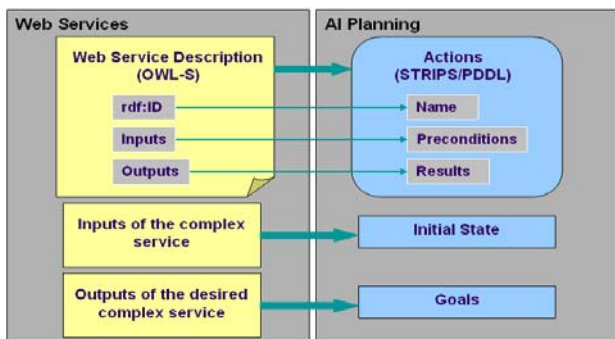 Web Services
Web Service Description
(OWL-S)
rdf:ID
Inputs
Outputs
Inputs of the complex
service
Outputs of the desired
complex service
AI Planning
Actions
(STRIPS/PDDL)
Name
Preconditions
Results
Initial State
Goals